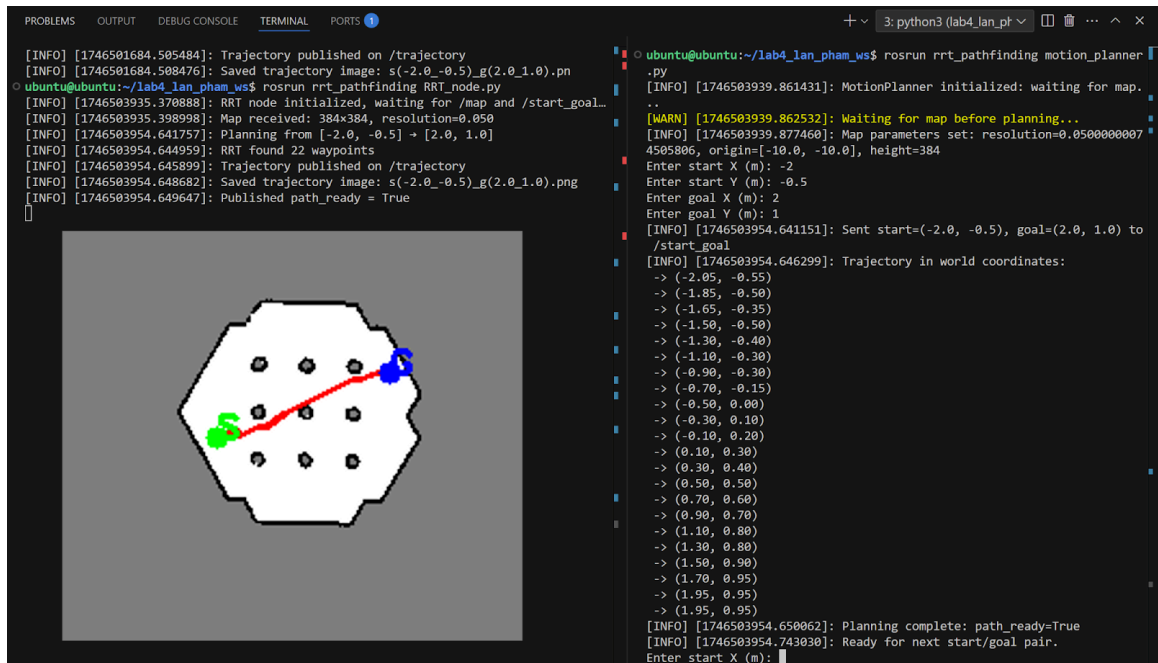 PROBLEMS OUTPUT DEBUG CONSOLE TERMINAL PORTS 1
3: python3 (lab4_lan_ph
[INFO] [1746501684.505484]: Trajectory published on /trajectory
[INFO] [1746501684.508476]: Saved trajectory image: s(-2.0_-0.5)_g(2.0_1.0).pn
ubuntu@ubuntu:~/lab4_lan_pham_ws$ rosrun rrt_pathfinding RRT_node.py
[INFO] [1746503935.370888]: RRT node initialized, waiting for /map and /start_goal…
[INFO] [1746503935.398998]: Map received: 384×384, resolution=0.050
[INFO] [1746503954.641757]: Planning from [-2.0, -0.5] → [2.0, 1.0]
[INFO] [1746503954.644959]: RRT found 22 waypoints
[INFO] [1746503954.645899]: Trajectory published on /trajectory
[INFO] [1746503954.648682]: Saved trajectory image: s(-2.0_-0.5)_g(2.0_1.0).png
[INFO] [1746503954.649647]: Published path_ready = True
S
G
ubuntu@ubuntu:~/lab4_lan_pham_ws$ rosrun rrt_pathfinding motion_planner
.py
[INFO] [1746503939.861431]: MotionPlanner initialized: waiting for map.
..
[WARN] [1746503939.862532]: Waiting for map before planning...
[INFO] [1746503939.877460]: Map parameters set: resolution=0.0500000007
4505806, origin=[-10.0, -10.0], height=384
Enter start X (m): -2
Enter start Y (m): -0.5
Enter goal X (m): 2
Enter goal Y (m): 1
[INFO] [1746503954.641151]: Sent start=(-2.0, -0.5), goal=(2.0, 1.0) to
/start_goal
[INFO] [1746503954.646299]: Trajectory in world coordinates:
-> (-2.05, -0.55)
-> (-1.85, -0.50)
-> (-1.65, -0.35)
-> (-1.50, -0.50)
-> (-1.30, -0.40)
-> (-1.10, -0.30)
-> (-0.90, -0.30)
-> (-0.70, -0.15)
-> (-0.50, 0.00)
-> (-0.30, 0.10)
-> (-0.10, 0.20)
-> (0.10, 0.30)
-> (0.30, 0.40)
-> (0.50, 0.50)
-> (0.70, 0.60)
-> (0.90, 0.70)
-> (1.10, 0.80)
-> (1.30, 0.80)
-> (1.50, 0.90)
-> (1.70, 0.95)
-> (1.95, 0.95)
-> (1.95, 0.95)
[INFO] [1746503954.650062]: Planning complete: path_ready=True
[INFO] [1746503954.743030]: Ready for next start/goal pair.
Enter start X (m):